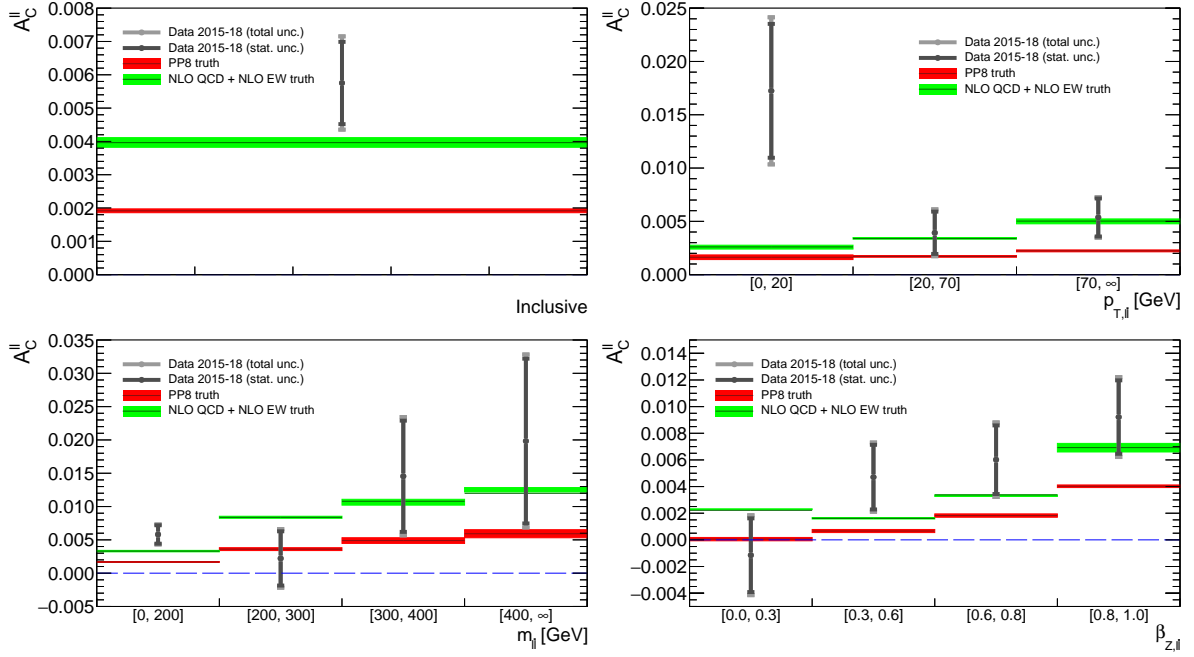 A_C^ll
0.008
0.007
0.006
0.005
0.004
0.003
0.002
0.001
0.000
Data 2015-18 (total unc.)
Data 2015-18 (stat. unc.)
PP8 truth
NLO QCD + NLO EW truth
Inclusive
A_C^ll
0.025
0.020
0.015
0.010
0.005
0.000
Data 2015-18 (total unc.)
Data 2015-18 (stat. unc.)
PP8 truth
NLO QCD + NLO EW truth
[0, 20] [20, 70] [70, ∞]
p_T,ll [GeV]
A_C^ll
0.035
0.030
0.025
0.020
0.015
0.010
0.005
0.000
−0.005
Data 2015-18 (total unc.)
Data 2015-18 (stat. unc.)
PP8 truth
NLO QCD + NLO EW truth
[0, 200] [200, 300] [300, 400] [400, ∞]
m_ll [GeV]
A_C^ll
0.014
0.012
0.010
0.008
0.006
0.004
0.002
0.000
−0.002
−0.004
Data 2015-18 (total unc.)
Data 2015-18 (stat. unc.)
PP8 truth
NLO QCD + NLO EW truth
[0.0, 0.3] [0.3, 0.6] [0.6, 0.8] [0.8, 1.0]
β_Z,ll